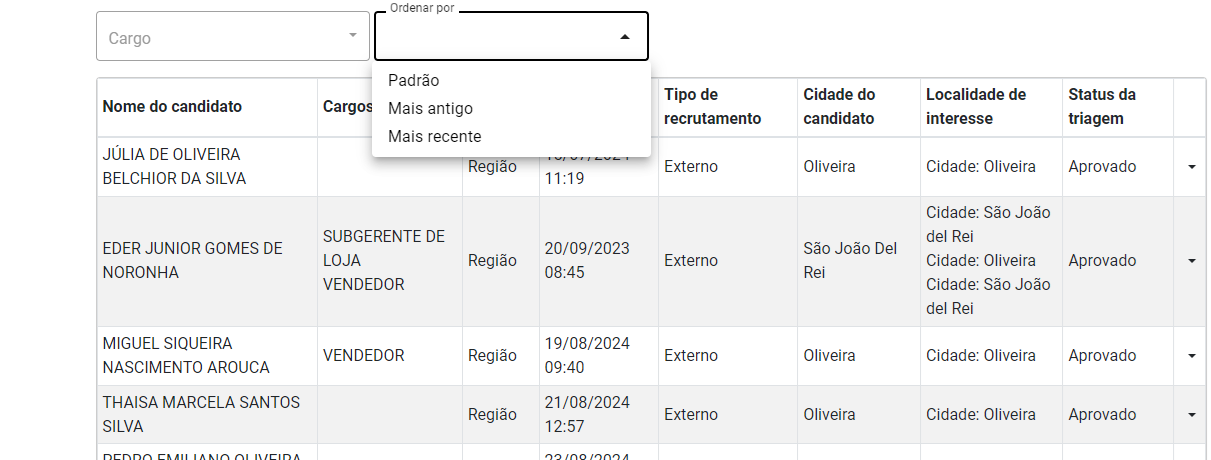 Ordenar por
Cargo
Padrão
Mais antigo
Mais recente
Nome do candidato
Cargos
Tipo de
recrutamento
Cidade do
candidato
Localidade de
interesse
Status da
triagem
JÚLIA DE OLIVEIRA
BELCHIOR DA SILVA
Região
11:19
Externo
Oliveira
Cidade: Oliveira
Aprovado
EDER JUNIOR GOMES DE
NORONHA
SUBGERENTE DE
LOJA
VENDEDOR
Região
20/09/2023
08:45
Externo
São João Del
Rei
Cidade: São João
del Rei
Cidade: Oliveira
Cidade: São João
del Rei
Aprovado
MIGUEL SIQUEIRA
NASCIMENTO AROUCA
VENDEDOR
Região
19/08/2024
09:40
Externo
Oliveira
Cidade: Oliveira
Aprovado
THAISA MARCELA SANTOS
SILVA
Região
21/08/2024
12:57
Externo
Oliveira
Cidade: Oliveira
Aprovado
PEDRO EMILIANO OLIVEIRA
23/08/2024